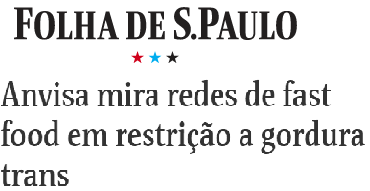 FOLHA DE S.PAULO
Anvisa mira redes de fast
food em restrição a gordura
trans